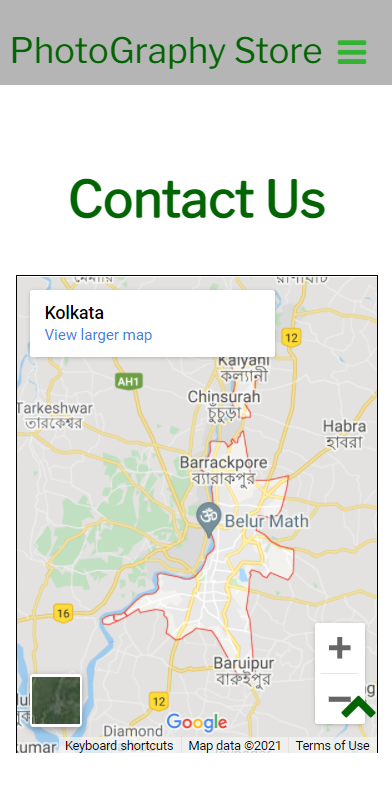 PhotoGraphy Store
Contact Us
Kolkata
View larger map
12
Kalyani
কল্যানী
AH1
Chinsurah
চুঁচুড়া
Tarkeshwar
তারকেশ্বর
Habra
হাবরা
Barrackpore
ব্যারাকপুর
Belur Math
16
Baruipur
বারুইপুর
12
Google
Diamond
Keyboard shortcuts
Map data ©2021
Terms of Use